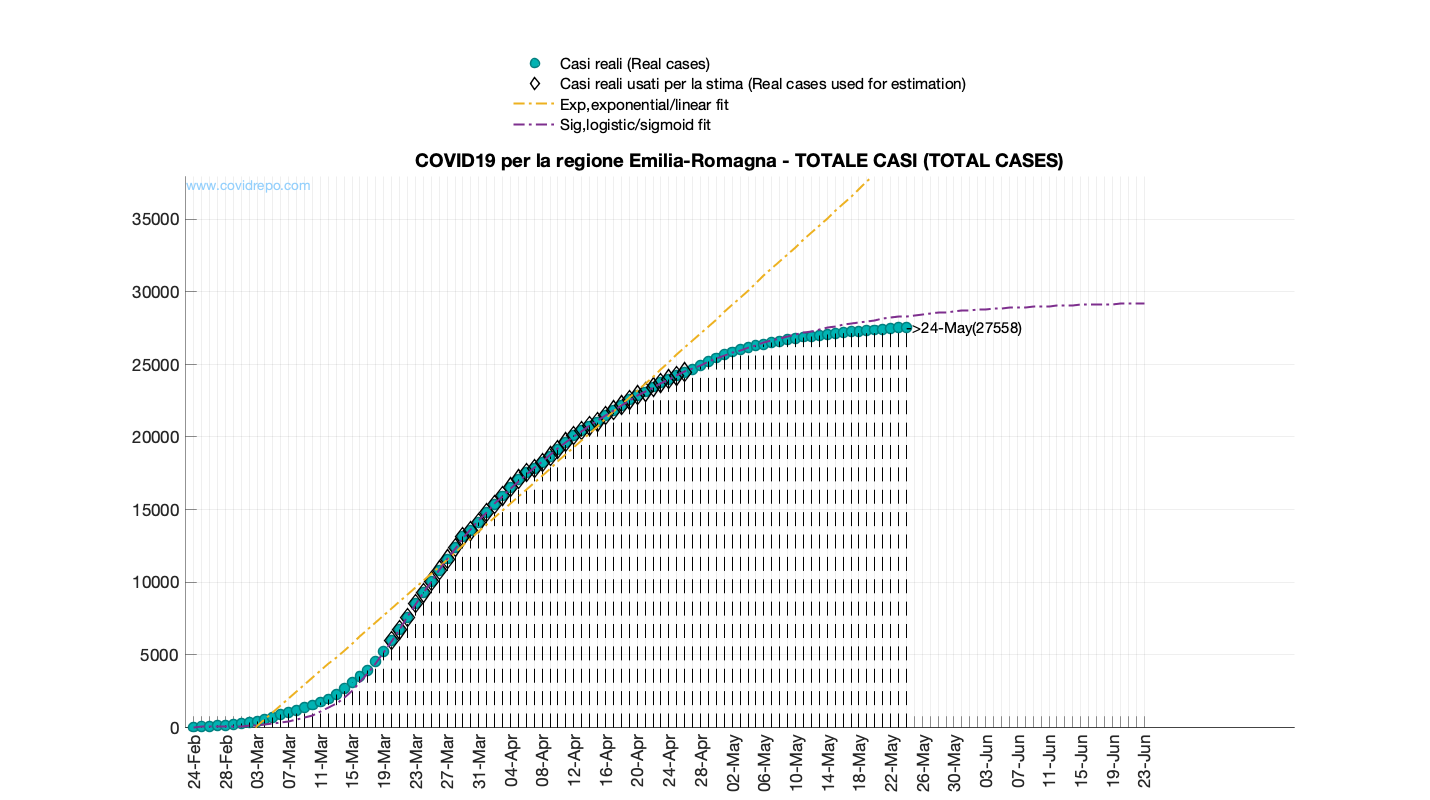 Casi reali (Real cases)
Casi reali usati per la stima (Real cases used for estimation)
Exp,exponential/linear fit
Sig,logistic/sigmoid fit
COVID19 per la regione Emilia-Romagna - TOTALE CASI (TOTAL CASES)
www.covidrepo.com
35000
30000
25000
20000
15000
10000
5000
0
>24-May(27558)
24-Feb
28-Feb
03-Mar
07-Mar
11-Mar
15-Mar
19-Mar
23-Mar
27-Mar
31-Mar
04-Apr
08-Apr
12-Apr
16-Apr
20-Apr
24-Apr
28-Apr
02-May
06-May
10-May
14-May
18-May
22-May
26-May
30-May
03-Jun
07-Jun
11-Jun
15-Jun
19-Jun
23-Jun